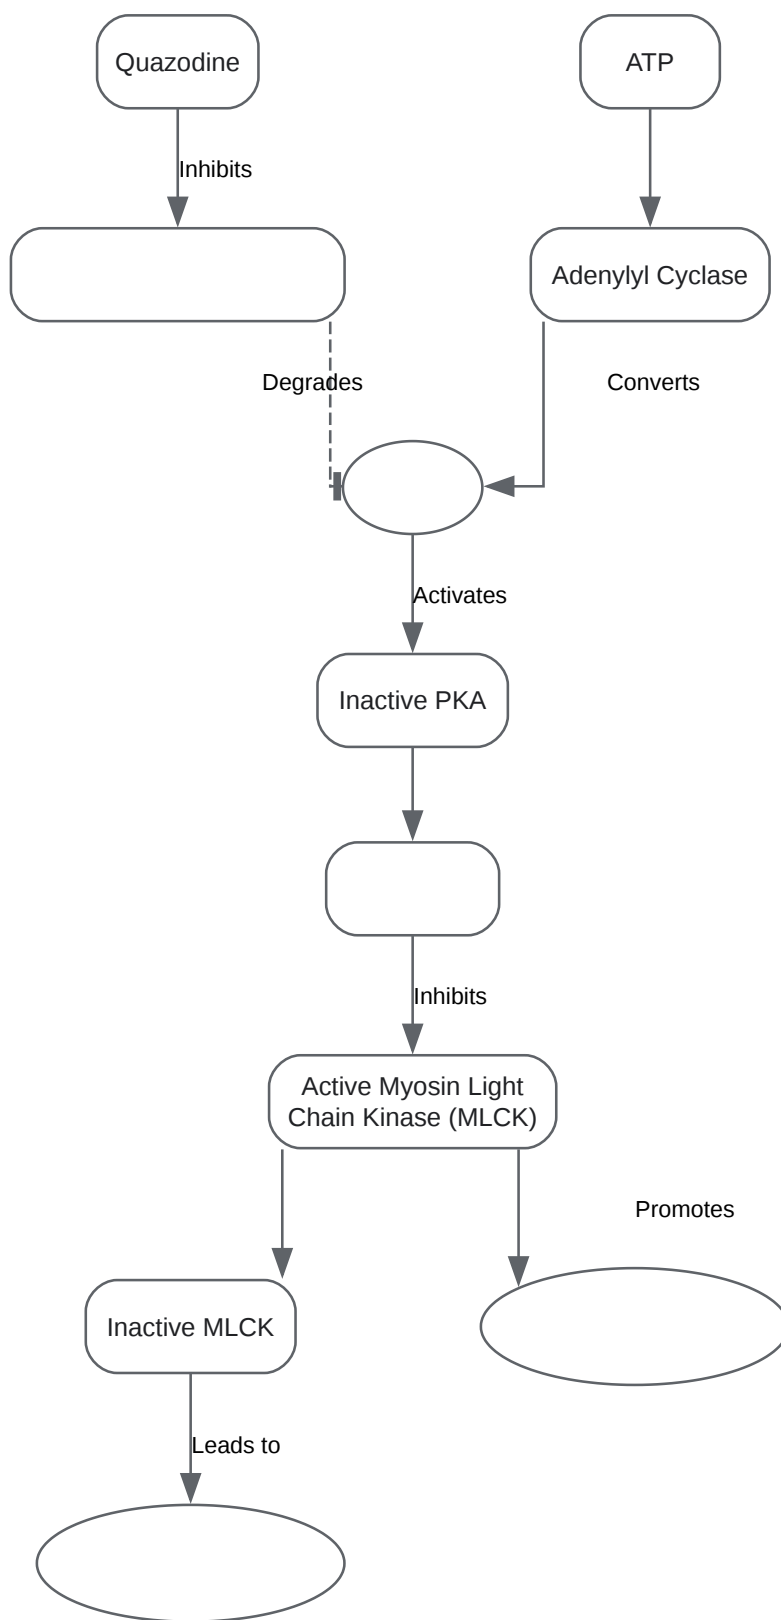 Quazodine
ATP
Inhibits
Adenylyl Cyclase
Degrades
Converts
Activates
Inactive PKA
Inhibits
Active Myosin Light
Chain Kinase (MLCK)
Promotes
Inactive MLCK
Leads to